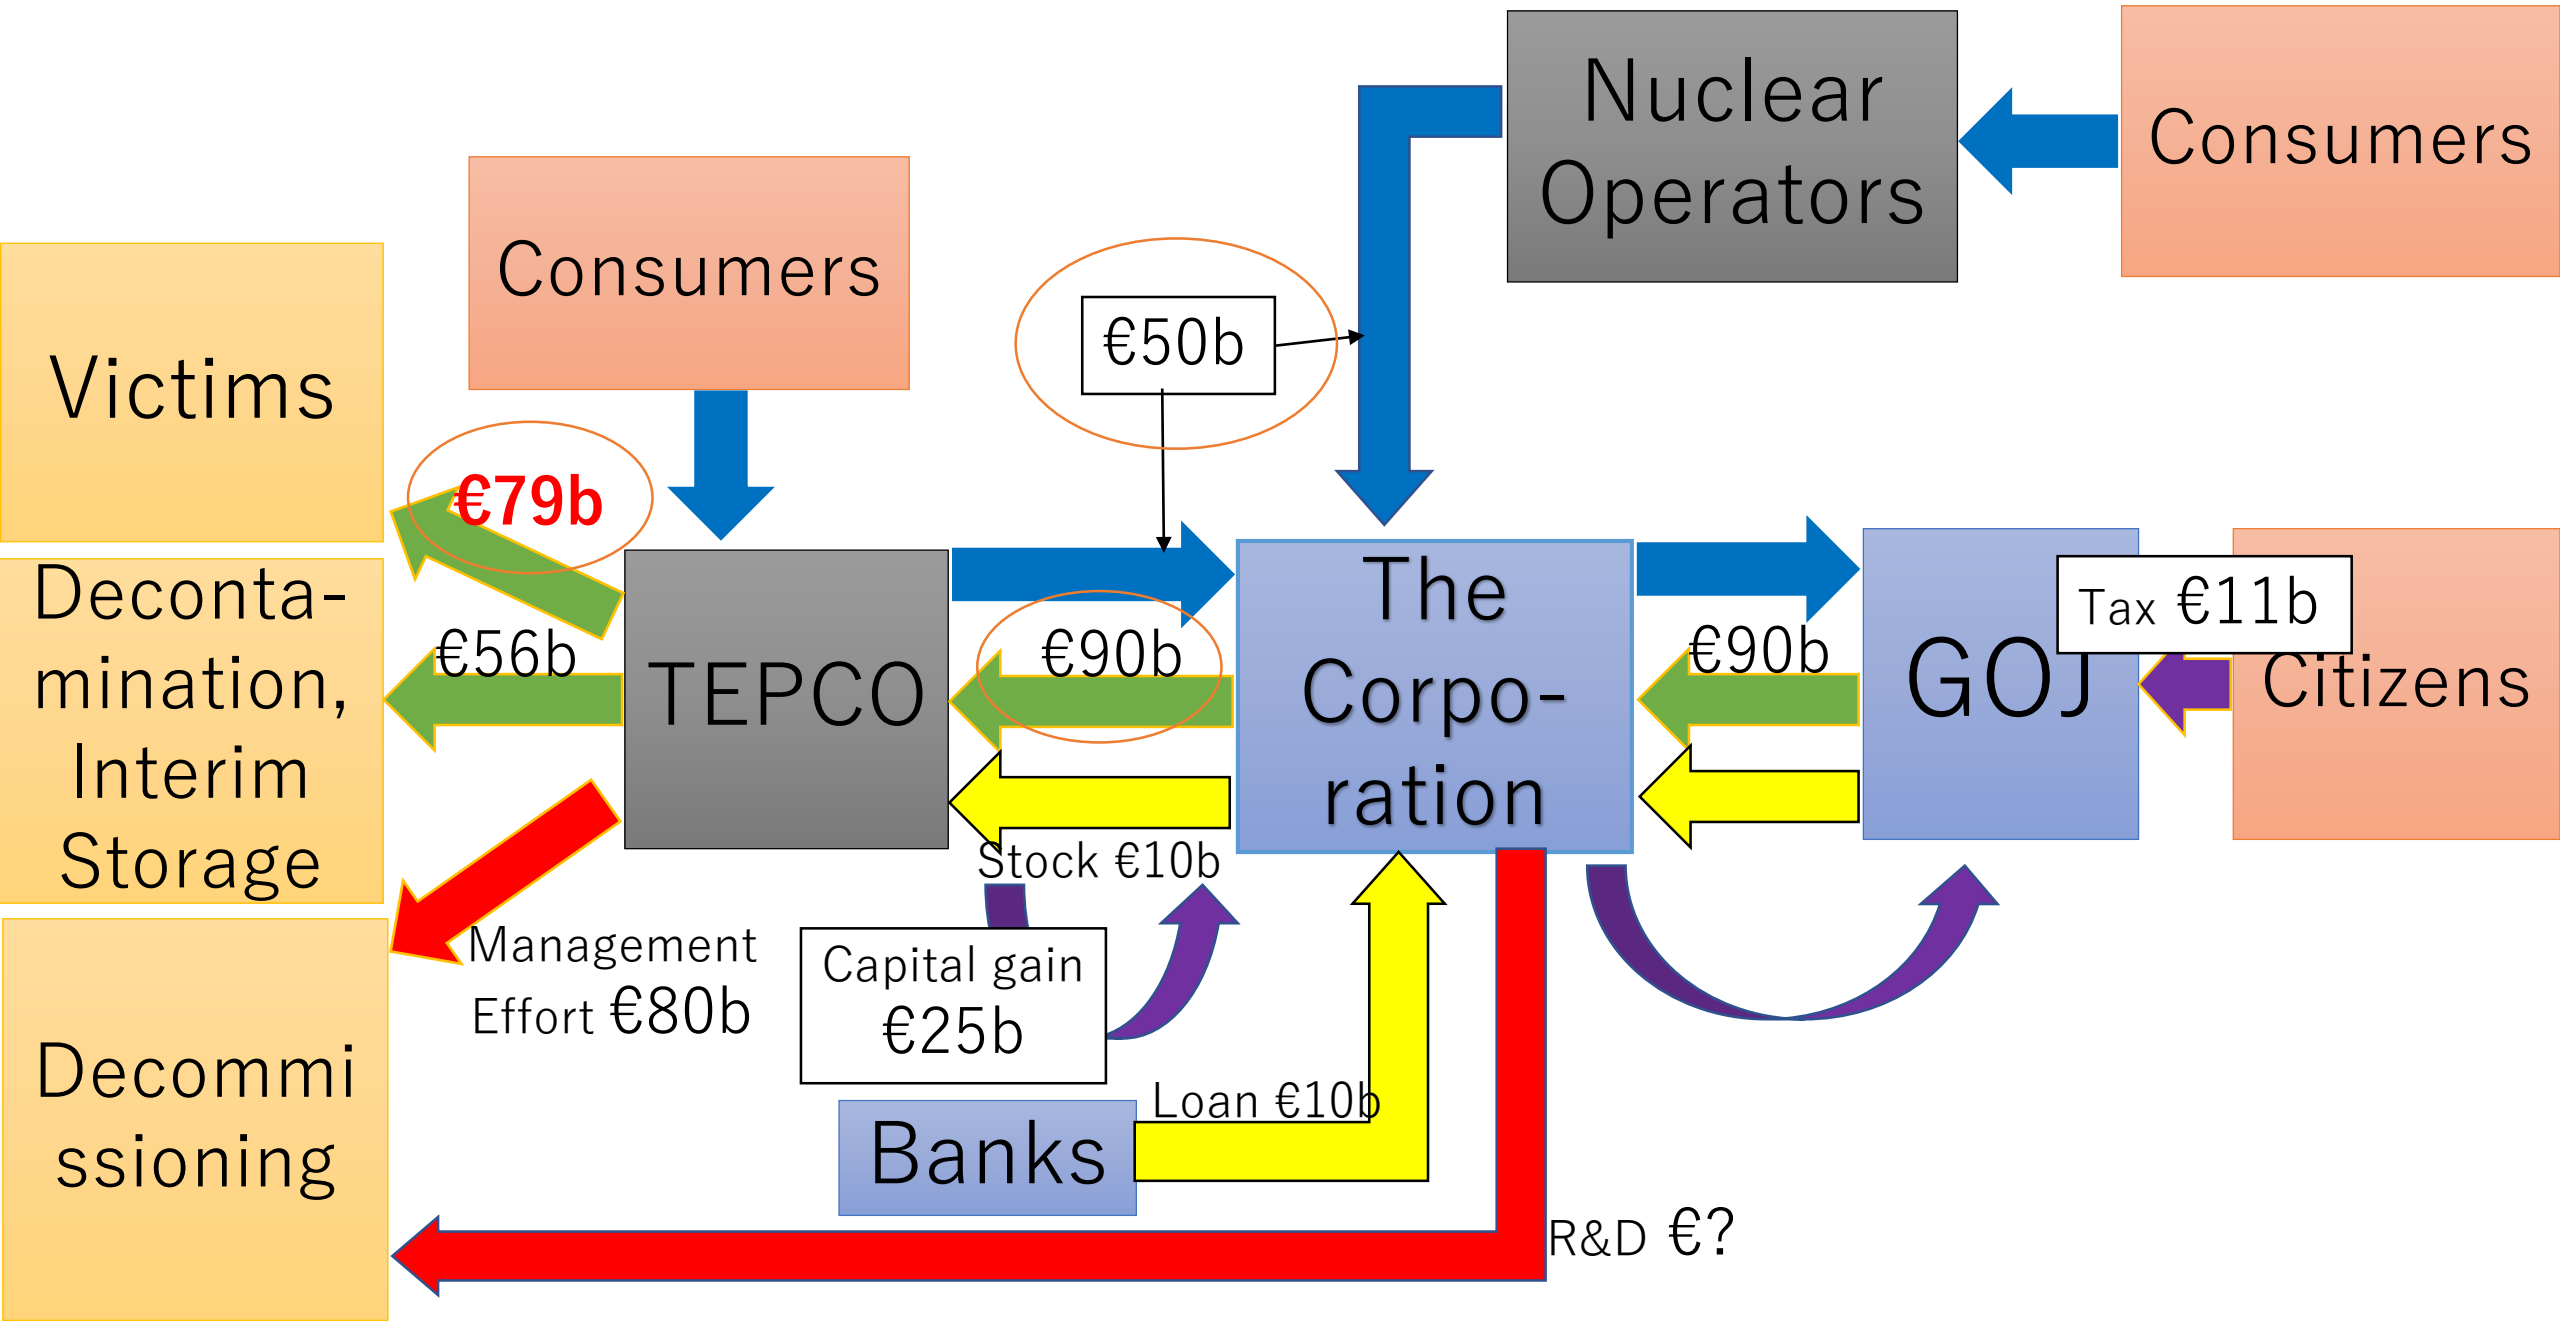 Nuclear
Operators
Consumers
Consumers
€50b
Victims
€79b
Deconta-
mination,
Interim
Storage
€56b
TEPCO
€90b
The
Corpo-
ration
€90b
GOJ
Tax €11b
Citizens
Stock €10b
Management
Effort €80b
Capital gain
€25b
Decommi
ssioning
Loan €10b
Banks
R&D €?